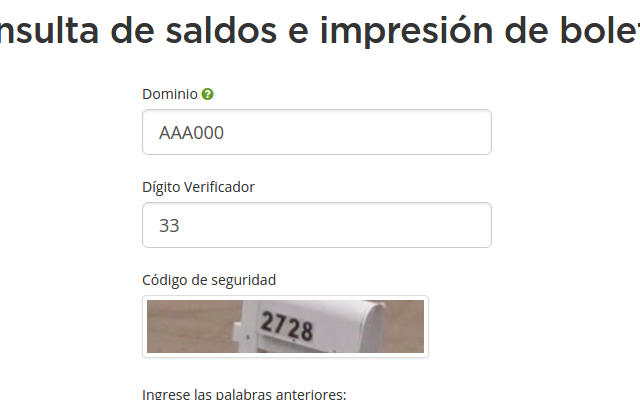 nsulta de saldos e impresión de bolet
Dominio
AAA000
Dígito Verificador
33
Código de seguridad
2728
Ingrese las palabras anteriores: